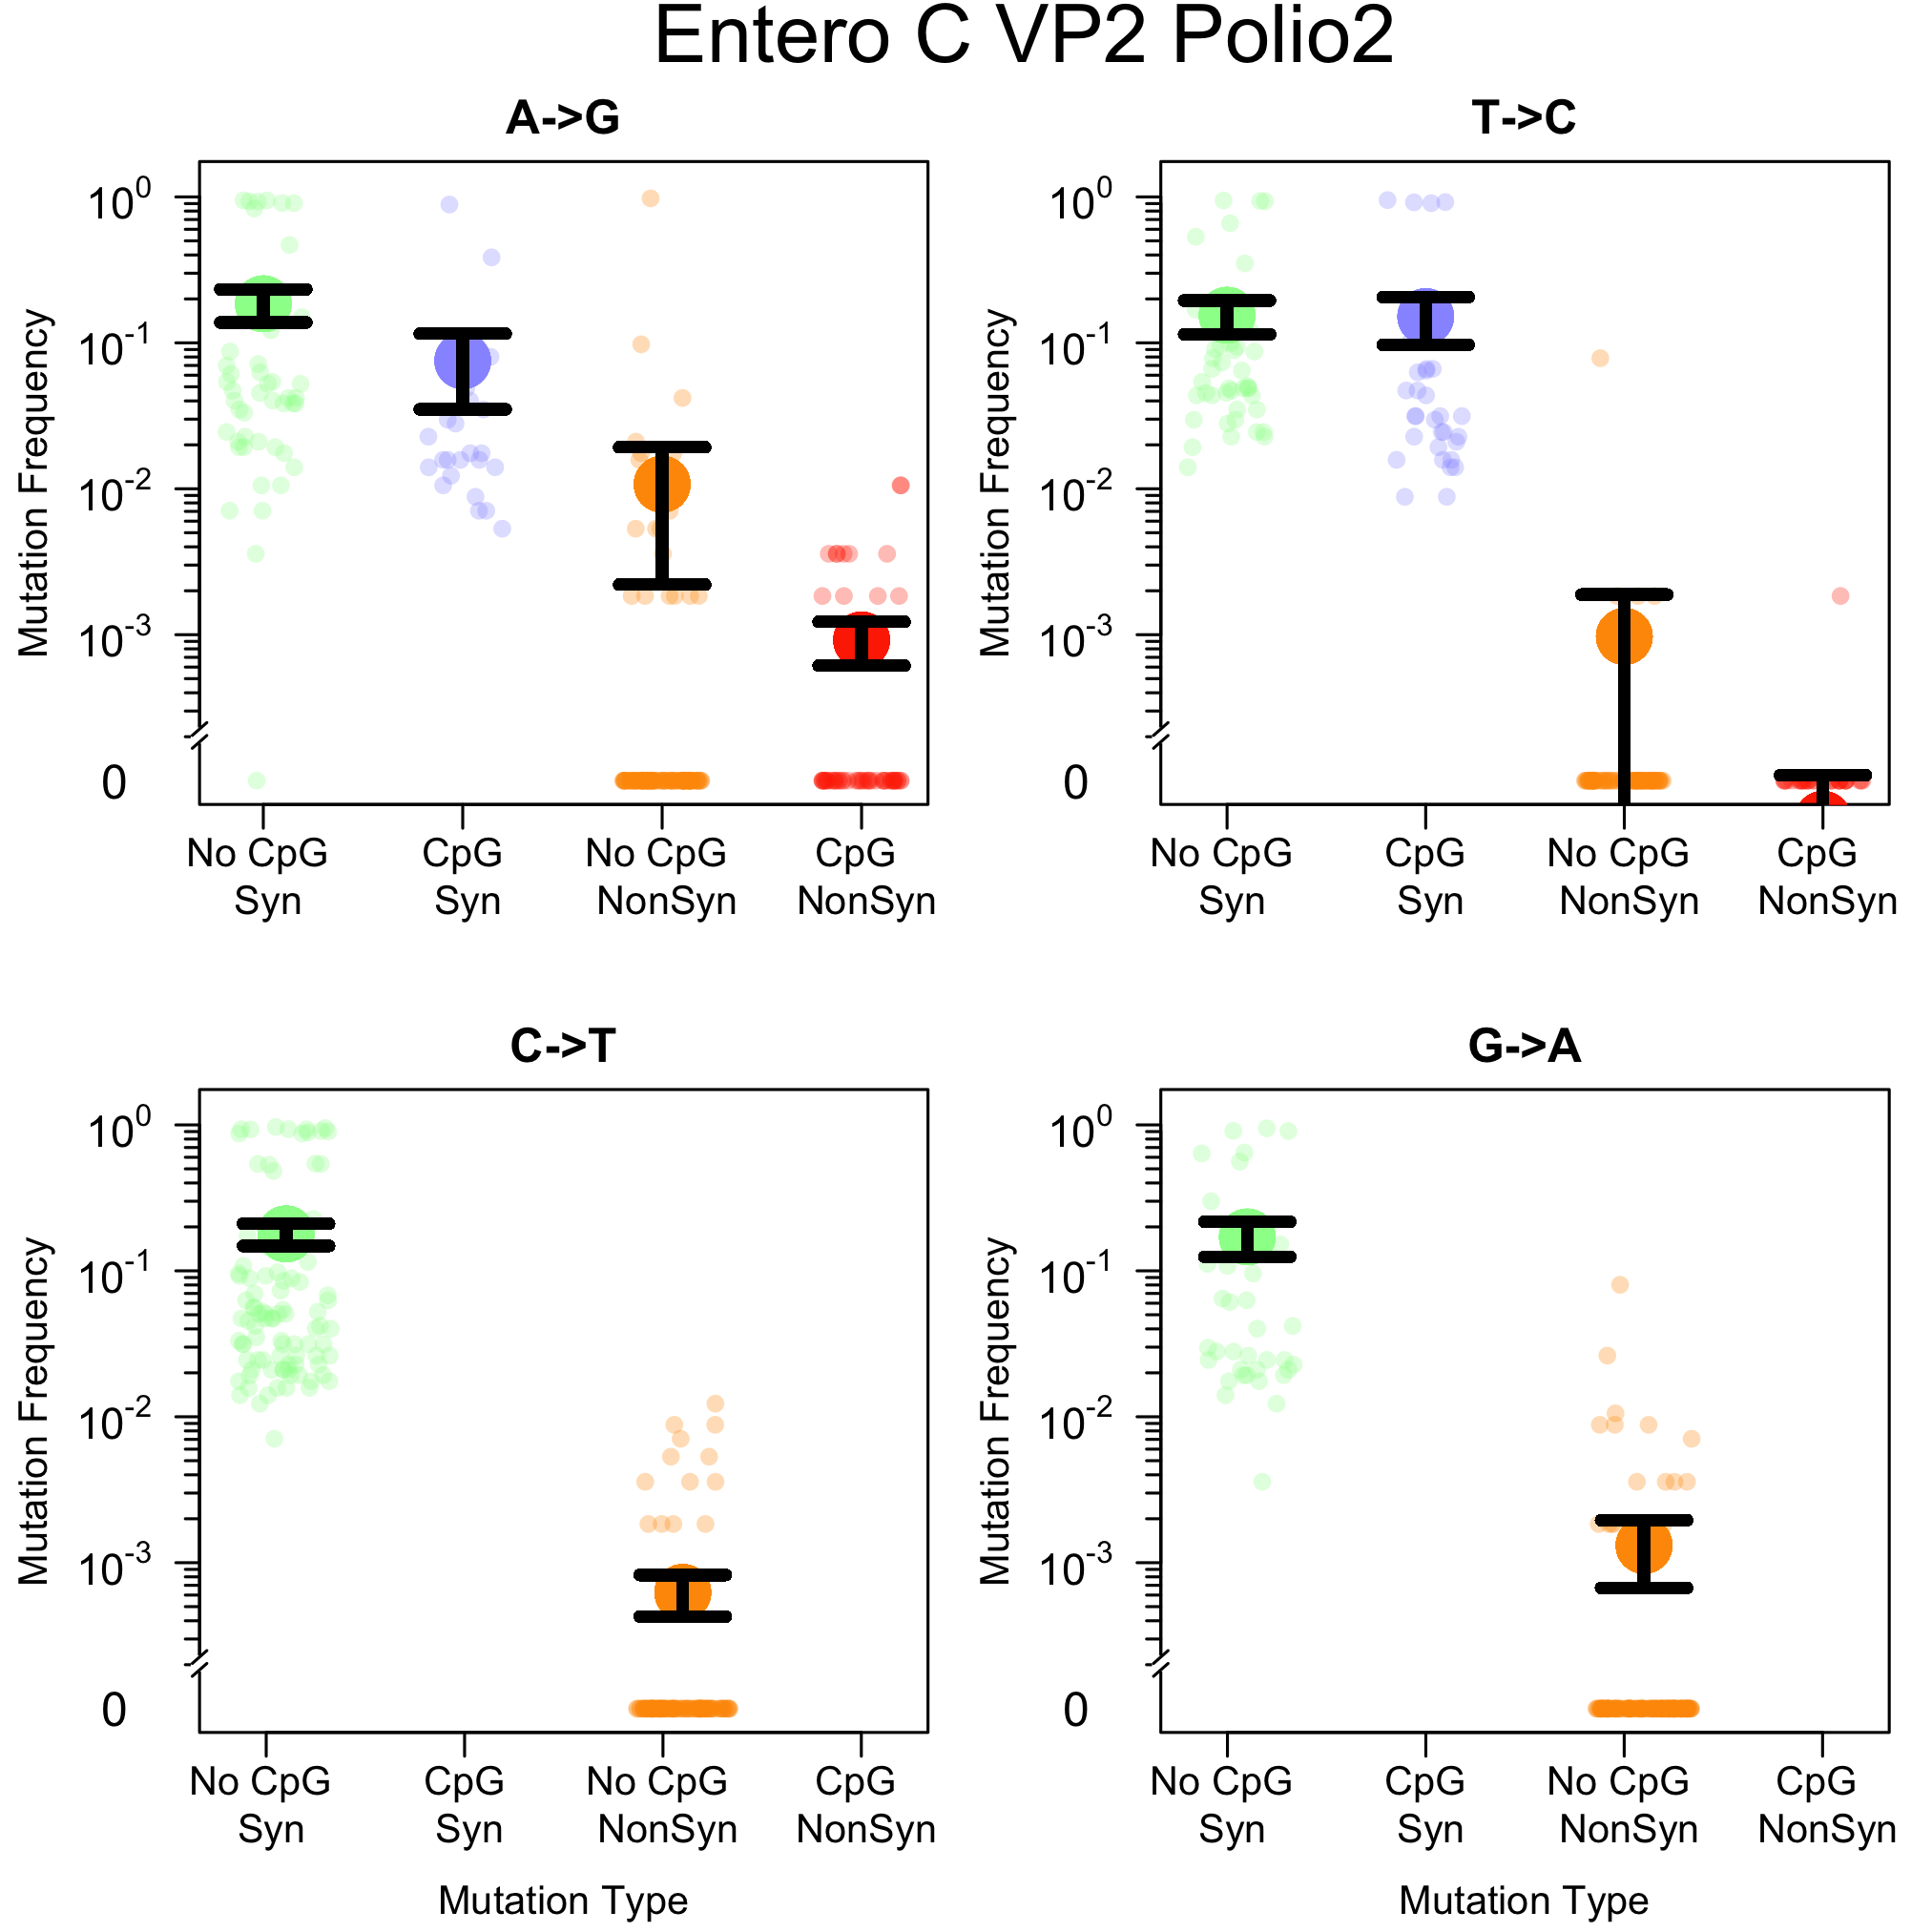 Entero C VP2 Polio2
A->G
Mutation Frequency
10^0
10^-1
10^-2
10^-3
0
No CpG CpG No CpG CpG
Syn Syn NonSyn NonSyn
T->C
Mutation Frequency
10^0
10^-1
10^-2
10^-3
0
No CpG CpG No CpG CpG
Syn Syn NonSyn NonSyn
C->T
Mutation Frequency
10^0
10^-1
10^-2
10^-3
0
No CpG CpG No CpG CpG
Syn Syn NonSyn NonSyn
Mutation Type
G->A
Mutation Frequency
10^0
10^-1
10^-2
10^-3
0
No CpG CpG No CpG CpG
Syn Syn NonSyn NonSyn
Mutation Type